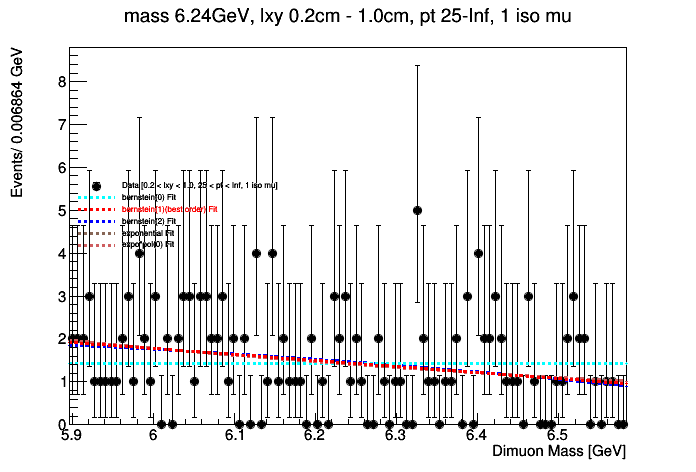 mass 6.24GeV, lxy 0.2cm - 1.0cm, pt 25-Inf, 1 iso mu
Events/ 0.006864 GeV
8
7
6
5
4
3
2
1
0
Data [0.2 < lxy < 1.0, 25 < pt < Inf, 1 iso mu]
bernstein[0] Fit
bernstein[1](best order) Fit
bernstein[2] Fit
exponential Fit
expo*pol(0) Fit
5.9 6 6.1 6.2 6.3 6.4 6.5
Dimuon Mass [GeV]